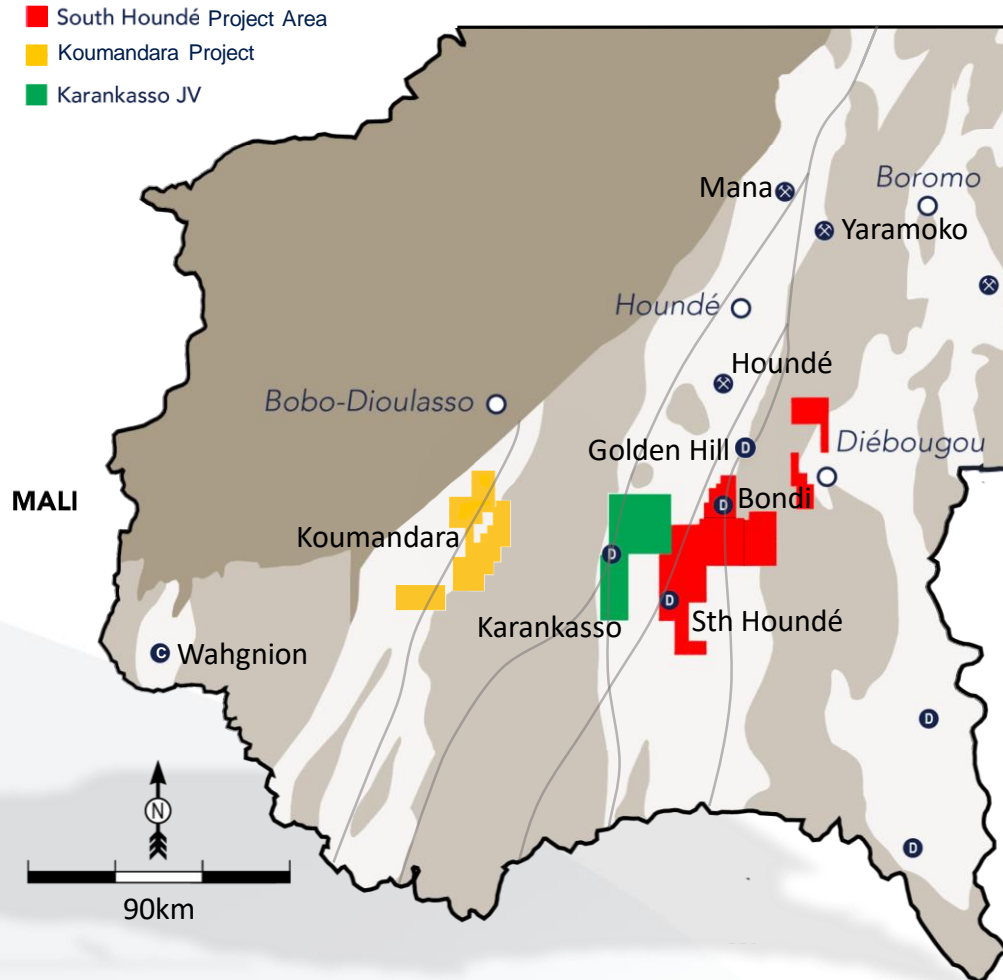 South Houndé Project Area
Koumandara Project
Karankasso JV
Mana
Boromo
Yaramoko
Houndé
Houndé
Bobo-Dioulasso
Golden Hill
D
Diébougou
MALI
D
Bondi
Koumandara
D
D
Karankasso
Sth Houndé
C
Wahgnion
D
N
D
90km